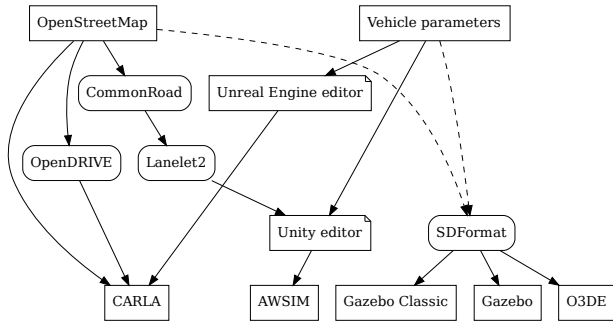 OpenStreetMap
Vehicle parameters
CommonRoad
Unreal Engine editor
OpenDRIVE
Lanelet2
Unity editor
SDFormat
CARLA
AWSIM
Gazebo Classic
Gazebo
O3DE